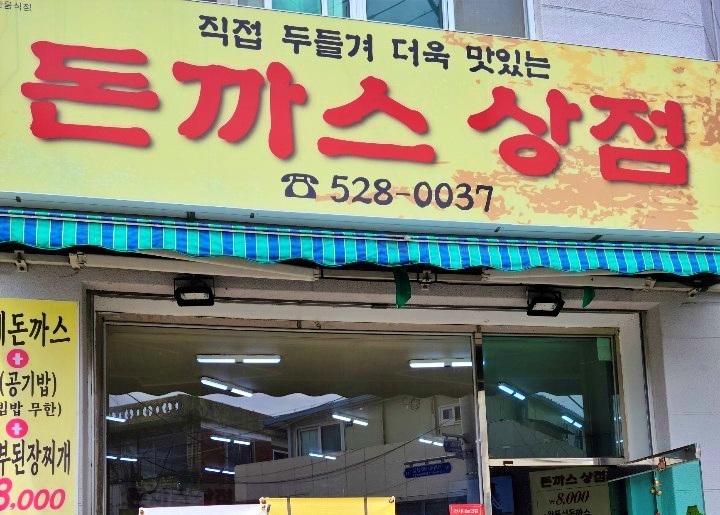 직접 두들겨 더욱 맛있는
돈까스 상점
☎ 528-0037
돈까스
+
(공기밥)
무한)
+
된장찌개
8,000
돈까스 상점
₩8,000